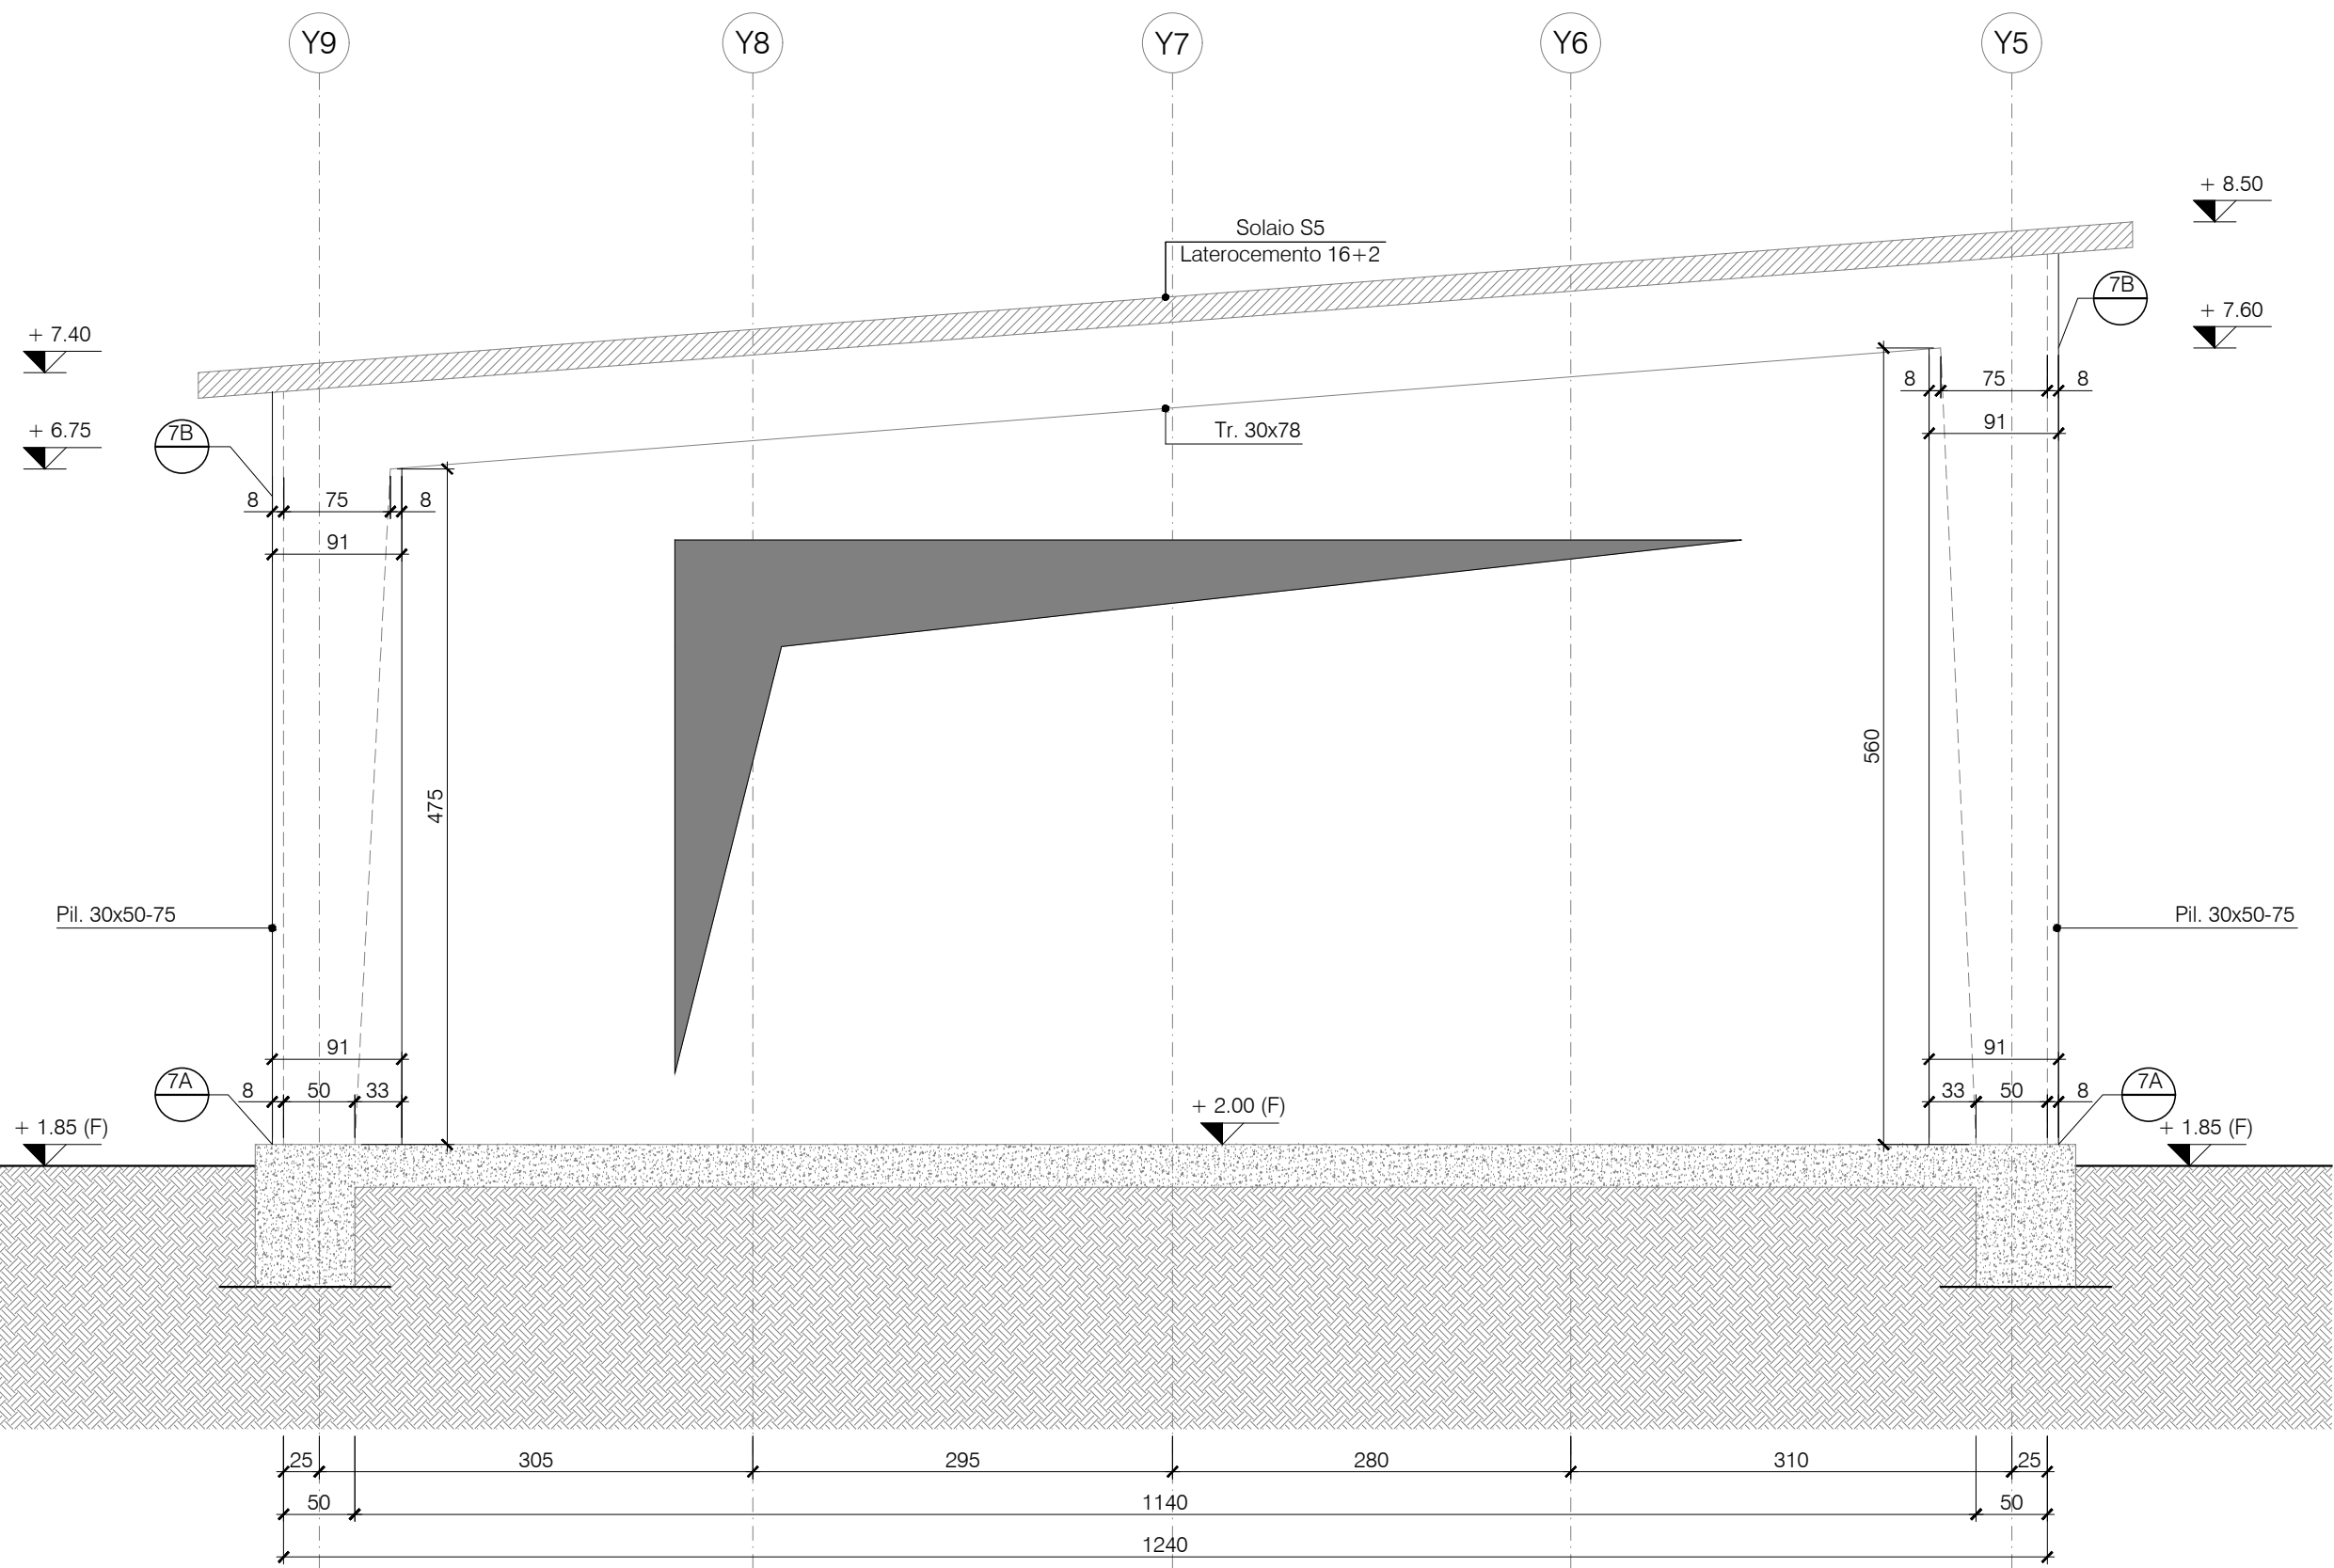 Y9 Y8 Y7 Y6 Y5
+ 8.50
Solaio S5
Laterocemento 16+2
7B
+ 7.60
+ 7.40
8 75 8
91
+ 6.75
7B
Tr. 30x78
8 75 8
91
475
560
Pil. 30x50-75
Pil. 30x50-75
91
91
7A
8 50 33
33 50 8
7A
+ 1.85 (F)
+ 2.00 (F)
+ 1.85 (F)
25 305 295 280 310 25
50 1140 50
1240